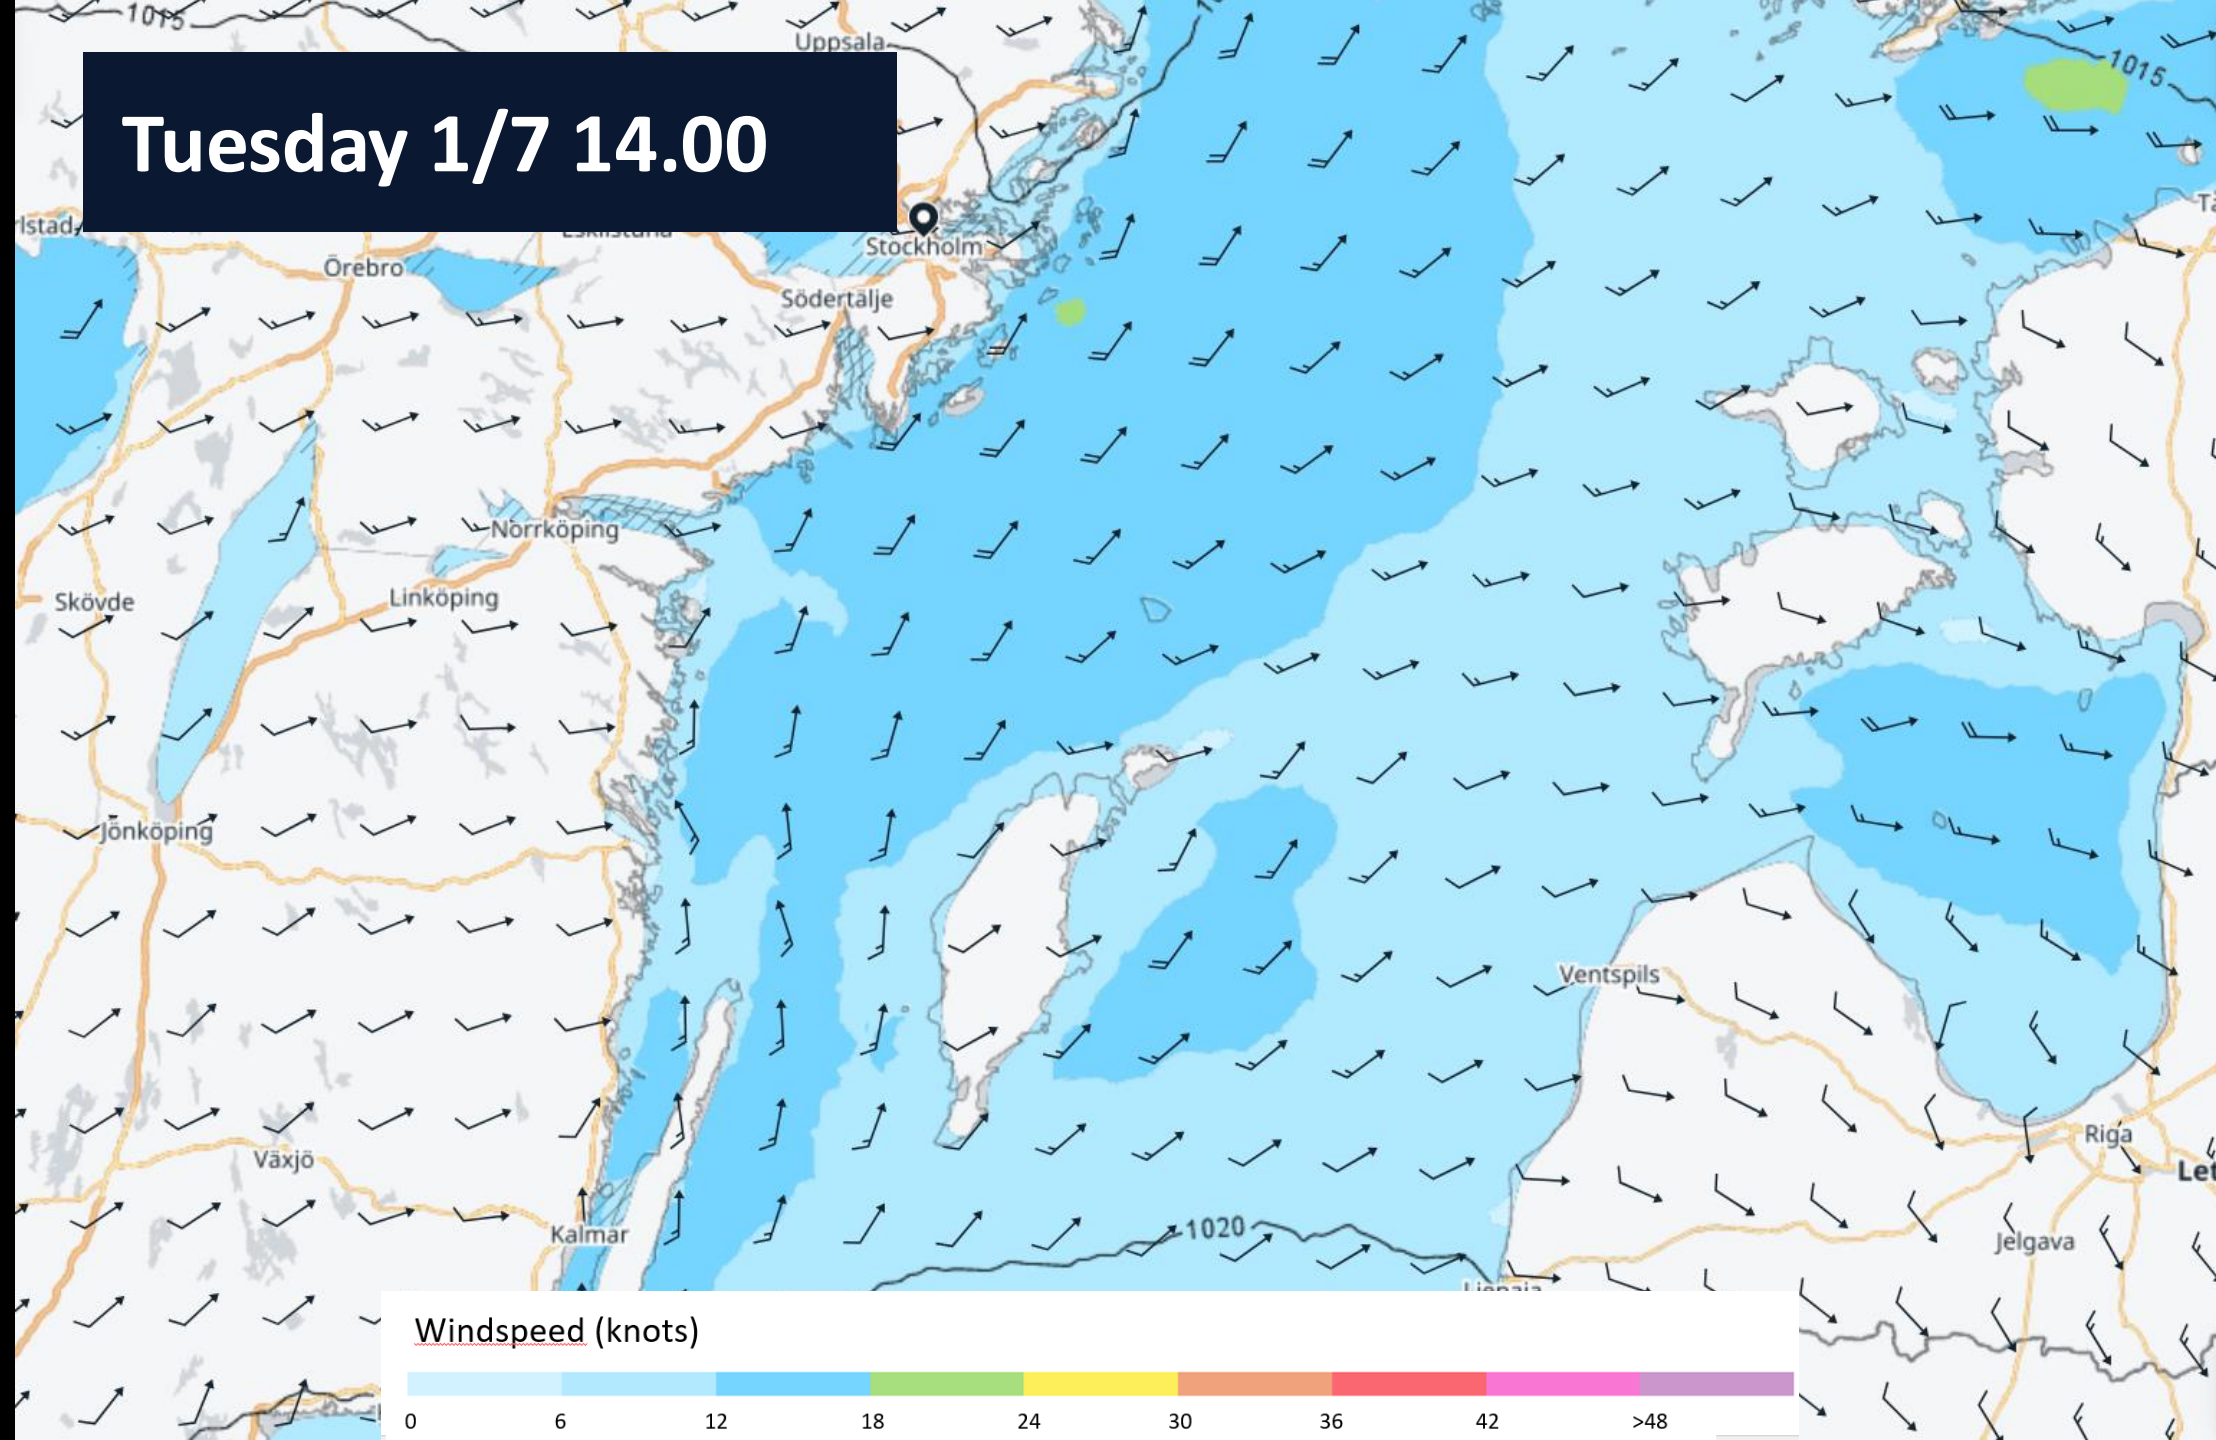 1015
Uppsala
Tuesday 1/7 14.00
1015
Stockholm
Örebro
Södertälje
Norrköping
Linköping
Skövde
Jönköping
Ventspils
Riga
Växjö
1020
Kalmar
Jelgava
Windspeed (knots)
0 6 12 18 24 30 36 42 >48